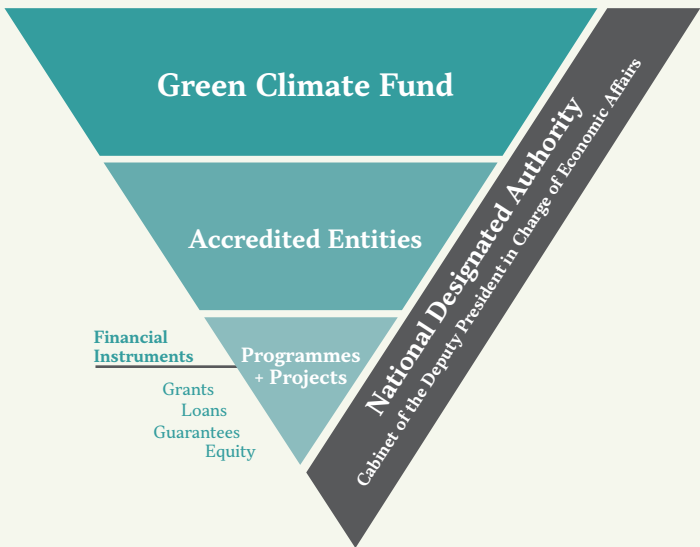 Green Climate Fund
Accredited Entities
Programmes
+ Projects
Financial
Instruments
Grants
Loans
Guarantees
Equity
National Designated Authority
Cabinet of the Deputy President in Charge of Economic Affairs